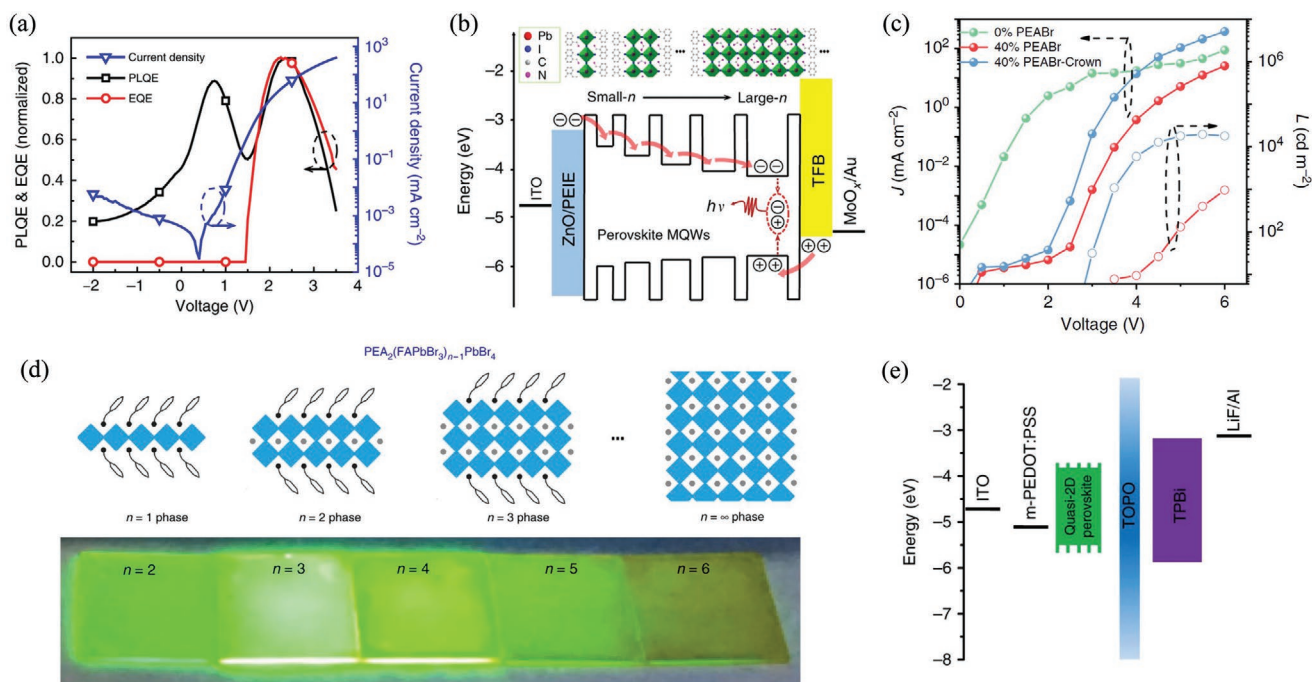 (a)
Current density
PLQE
EQE
PLQE & EQE (normalized)
1.0
0.8
0.6
0.4
0.2
0.0
Current density (mA cm⁻²)
10³
10¹
10⁻¹
10⁻³
10⁻⁵
-2
-1
0
1
2
3
Voltage (V)
(b)
Pb
I
C
N
...
...
Small-n
Large-n
Energy (eV)
−2
−3
−4
−5
−6
ITO
ZnO/PEIE
Perovskite MQWs
hν
TFB
MoOₓ/Au
(c)
0% PEABr
40% PEABr
40% PEABr-Crown
J (mA cm⁻²)
10²
10⁰
10⁻²
10⁻⁴
10⁻⁶
L (cd m⁻²)
10⁶
10⁴
10²
0
2
4
6
Voltage (V)
(d)
PEA₂(FAPbBr₃)ₙ₋₁PbBr₄
...
n = 1 phase
n = 2 phase
n = 3 phase
n = ∞ phase
n = 2
n = 3
n = 4
n = 5
n = 6
(e)
Energy (eV)
−2
−3
−4
−5
−6
−7
−8
ITO
m-PEDOT:PSS
Quasi-2D
perovskite
TOPO
TPBi
LiF/Al